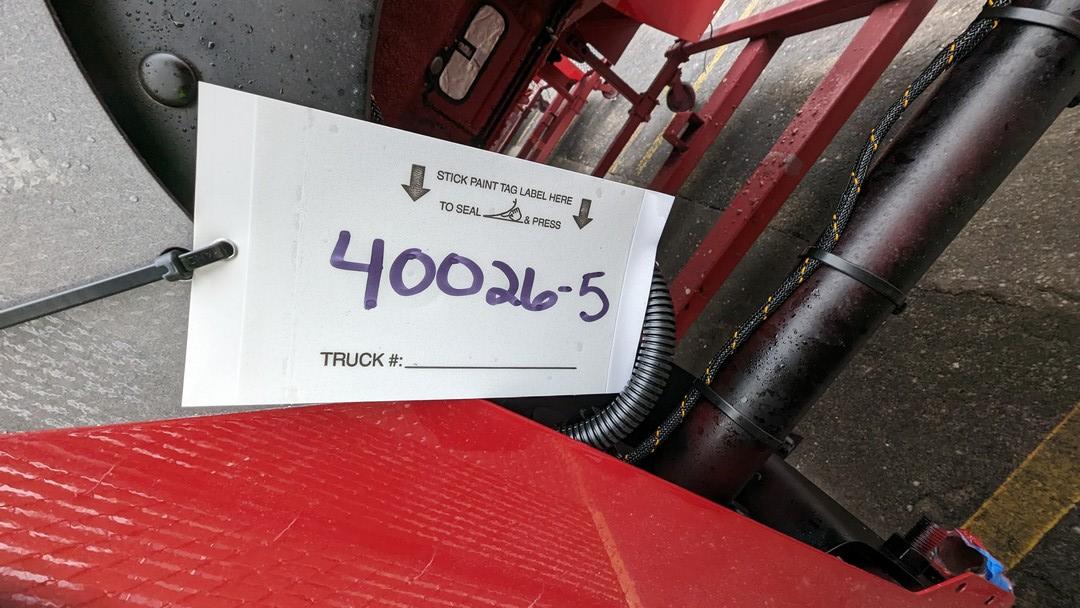 STICK PAINT TAG LABEL HERE
TO SEAL & PRESS
40026-5
TRUCK #: